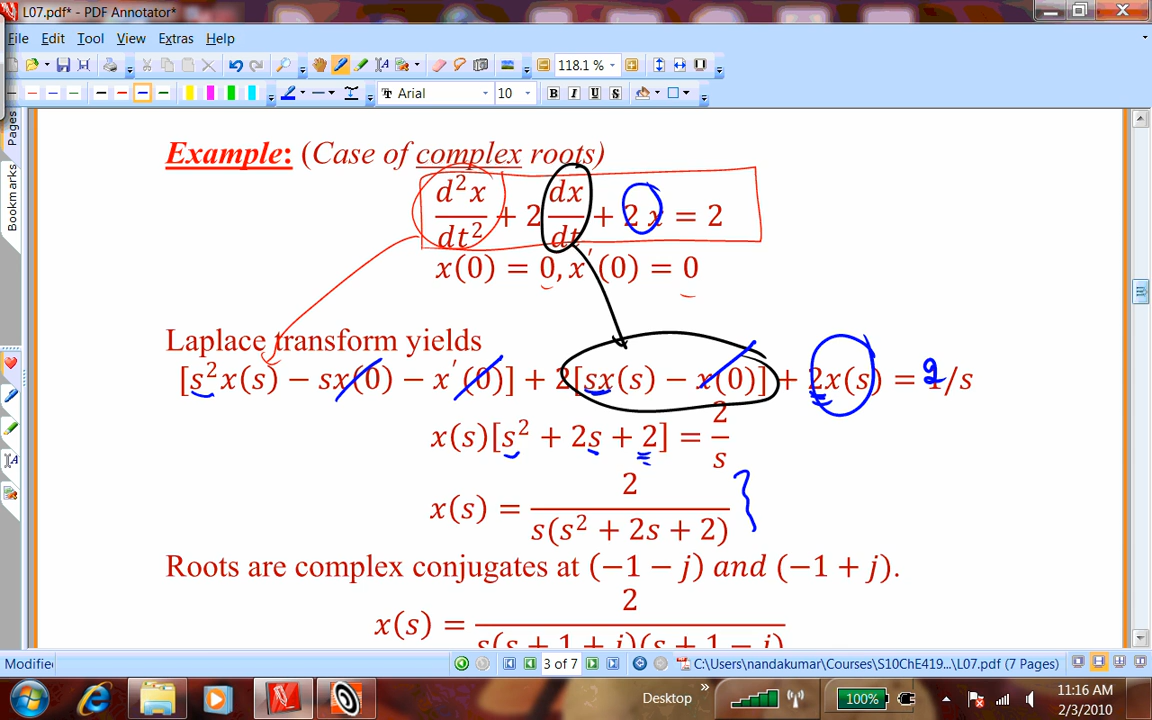 L07.pdf* - PDF Annotator*
File Edit Tool View Extras Help
118.1 %
Arial 10 B I U S
Pages
Bookmarks
Example: (Case of complex roots)
d²x/dt² + 2 dx/dt + 2x = 2
x(0) = 0, x′(0) = 0
Laplace transform yields
[s²x(s) − sx(0) − x′(0)] + 2[sx(s) − x(0)] + 2x(s) = 2/s
x(s)[s² + 2s + 2] = 2/s
x(s) = 2/s(s² + 2s + 2)
Roots are complex conjugates at (−1 − j) and (−1 + j).
x(s) = 2/s(s + 1 + j)(s + 1 − j)
Modified
3 of 7
C:\Users\nandakumar\Courses\S10ChE419...\L07.pdf (7 Pages)
Desktop
»
100%
11:16 AM
2/3/2010